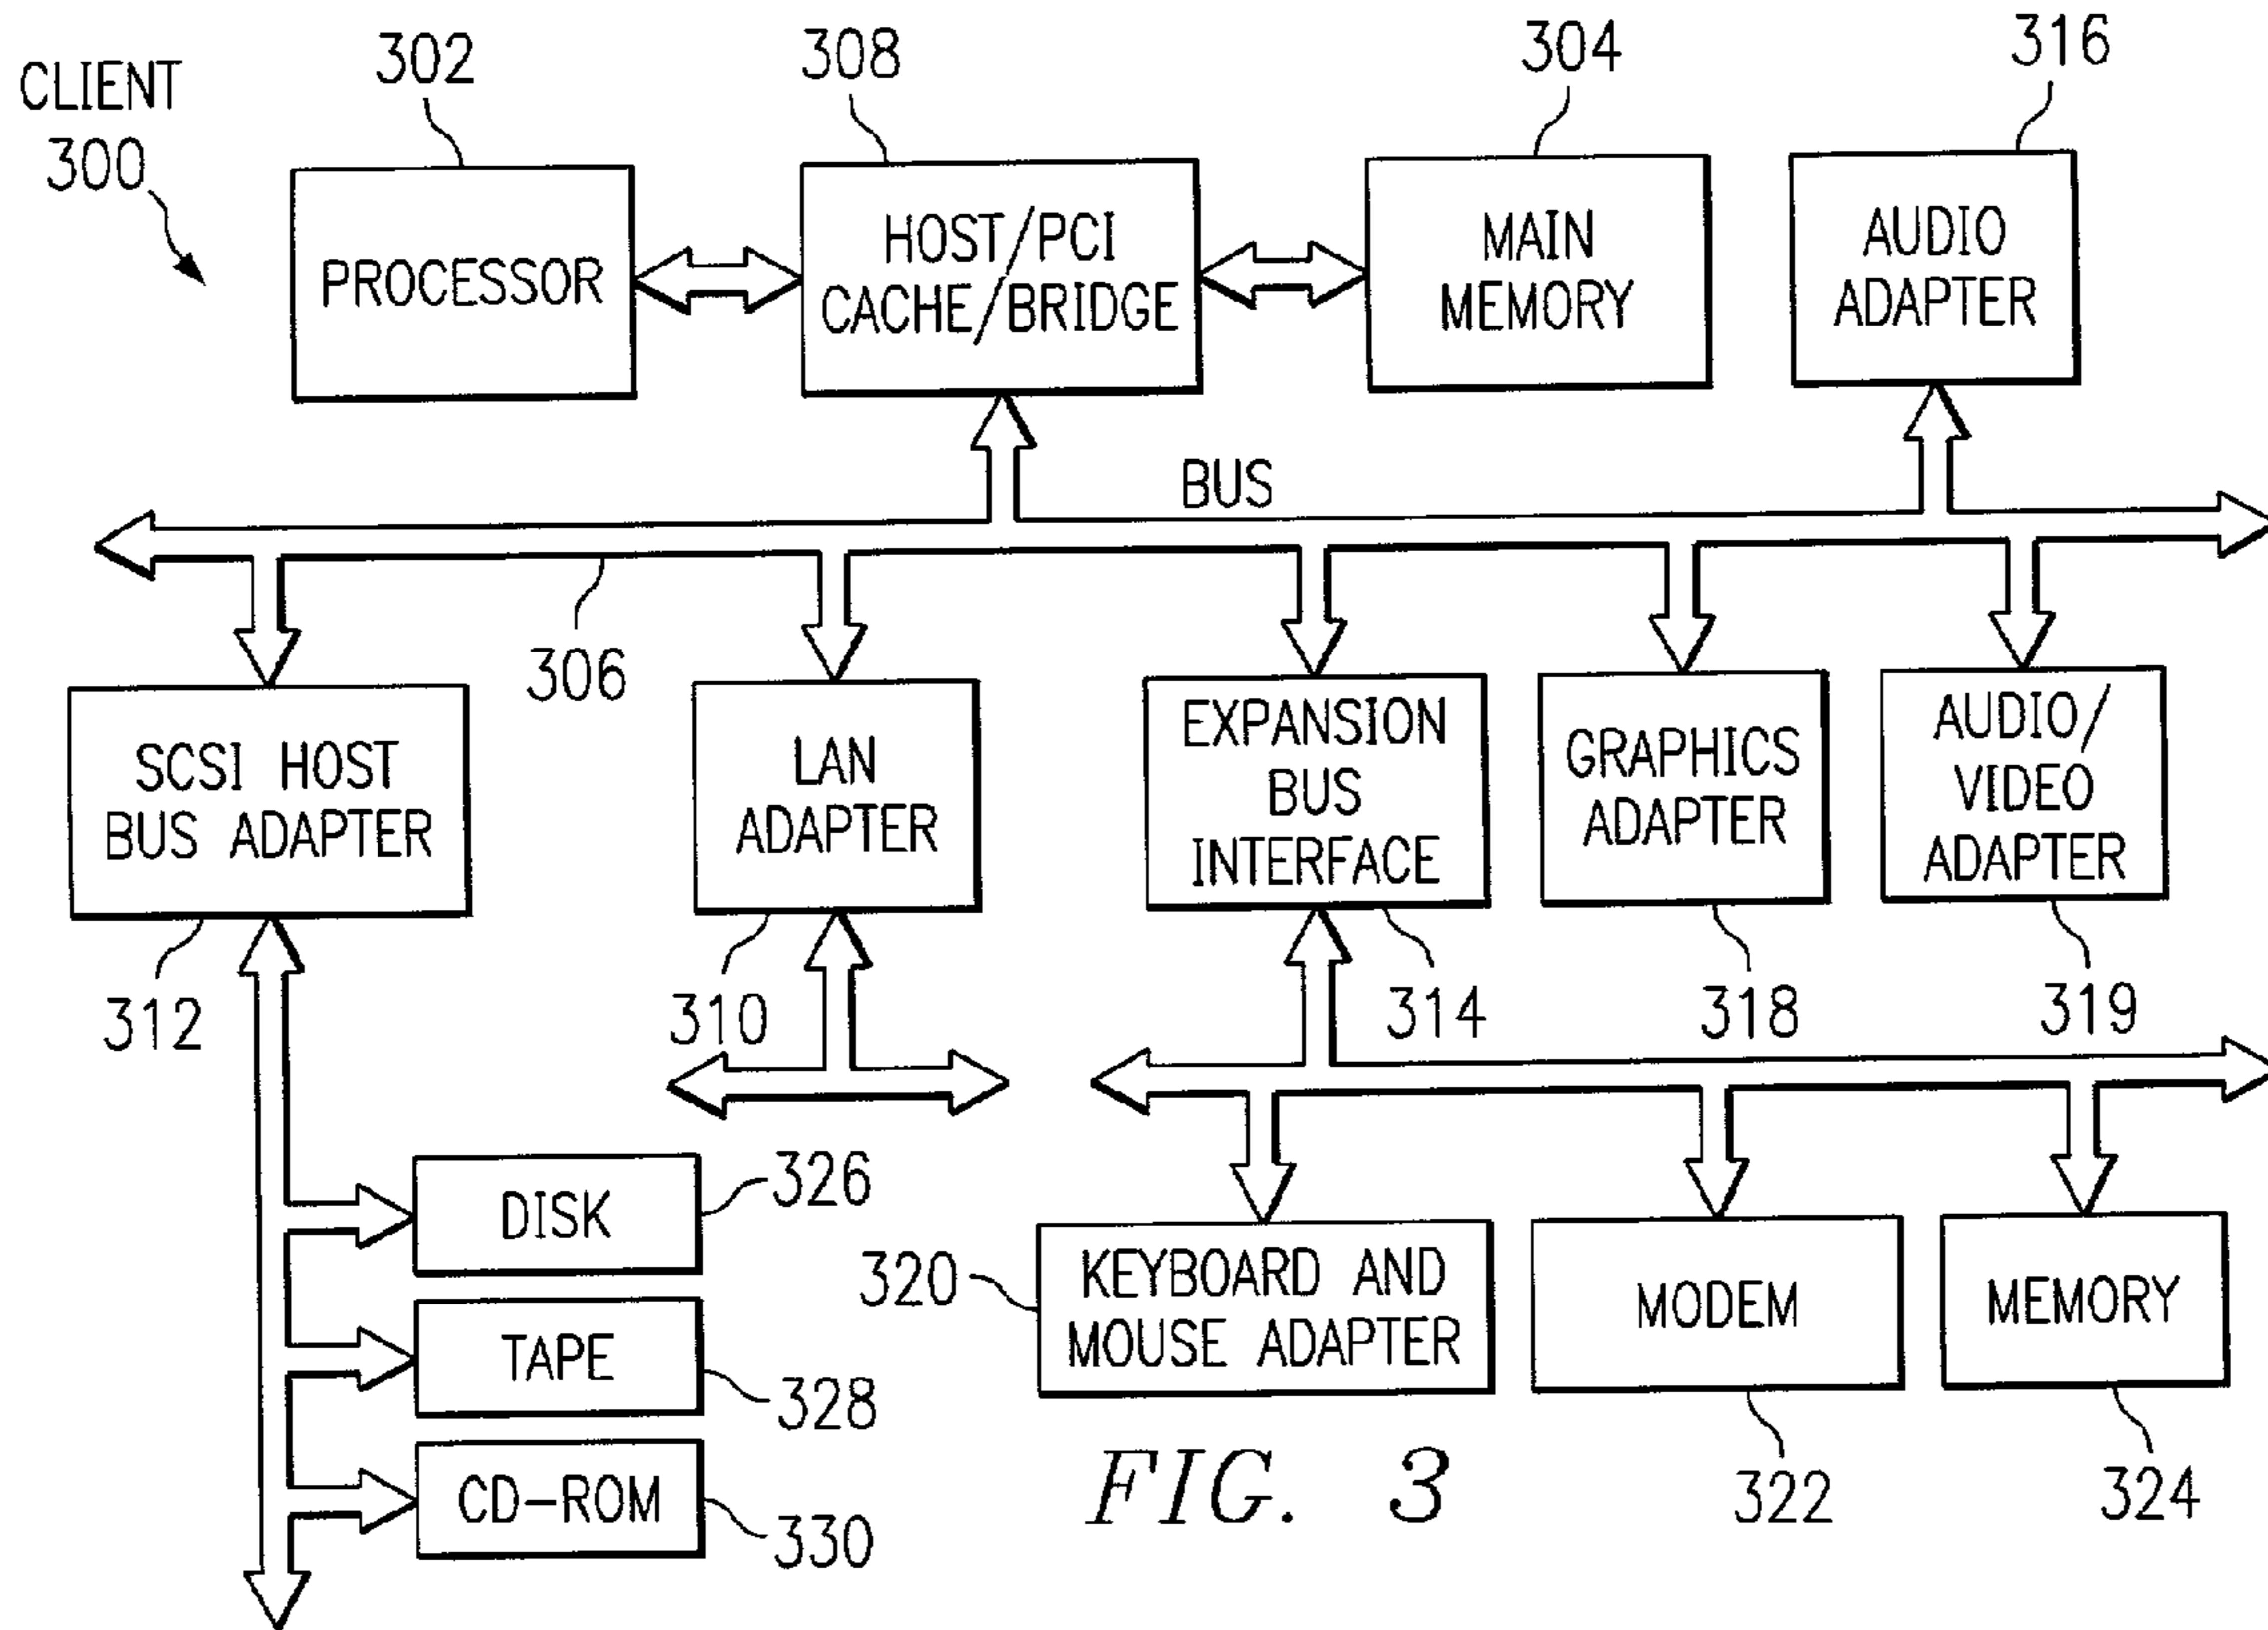 CLIENT
300
302
308
304
316
PROCESSOR
HOST/PCI
CACHE/BRIDGE
MAIN
MEMORY
AUDIO
ADAPTER
BUS
306
SCSI HOST
BUS ADAPTER
LAN
ADAPTER
EXPANSION
BUS
INTERFACE
GRAPHICS
ADAPTER
AUDIO/
VIDEO
ADAPTER
312
310
314
318
319
DISK
326
TAPE
328
CD-ROM
330
320
KEYBOARD AND
MOUSE ADAPTER
MODEM
MEMORY
322
324
FIG. 3